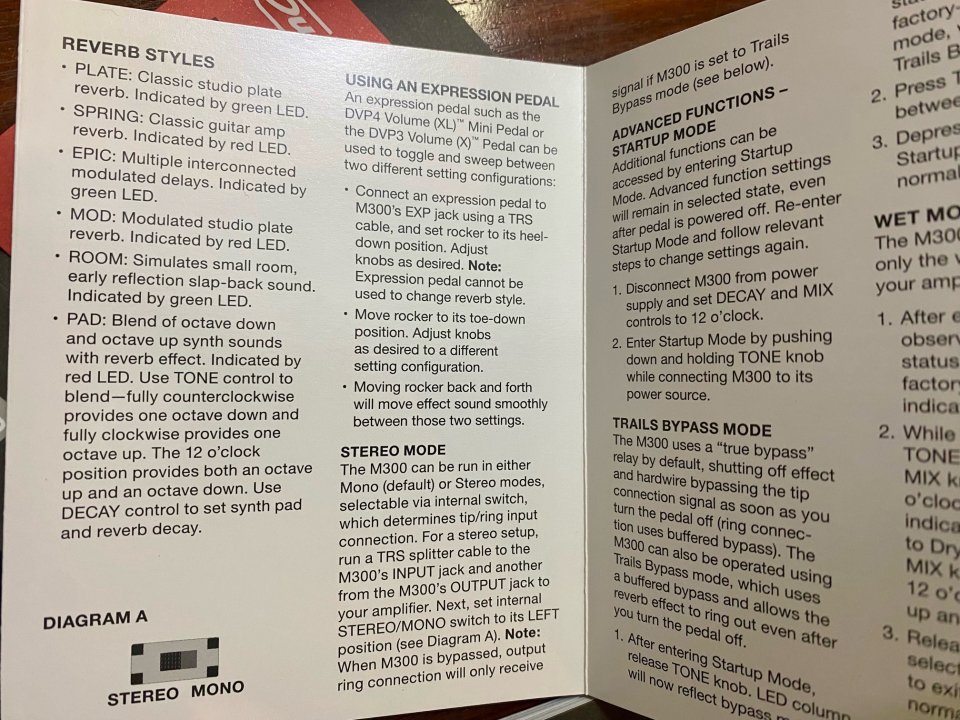 REVERB STYLES
• PLATE: Classic studio plate
reverb. Indicated by green LED.
• SPRING: Classic guitar amp
reverb. Indicated by red LED.
• EPIC: Multiple interconnected
modulated delays. Indicated by
green LED.
• MOD: Modulated studio plate
reverb. Indicated by red LED.
• ROOM: Simulates small room,
early reflection slap-back sound.
Indicated by green LED.
• PAD: Blend of octave down
and octave up synth sounds
with reverb effect. Indicated by
red LED. Use TONE control to
blend—fully counterclockwise
provides one octave down and
fully clockwise provides one
octave up. The 12 o'clock
position provides both an octave
up and an octave down. Use
DECAY control to set synth pad
and reverb decay.
DIAGRAM A
STEREO MONO
USING AN EXPRESSION PEDAL
An expression pedal such as the
DVP4 Volume (XL)™ Mini Pedal or
the DVP3 Volume (X)™ Pedal can be
used to toggle and sweep between
two different setting configurations:
• Connect an expression pedal to
M300's EXP jack using a TRS
cable, and set rocker to its heel-
down position. Adjust
knobs as desired. Note:
Expression pedal cannot be
used to change reverb style.
• Move rocker to its toe-down
position. Adjust knobs
as desired to a different
setting configuration.
• Moving rocker back and forth
will move effect sound smoothly
between those two settings.
STEREO MODE
The M300 can be run in either
Mono (default) or Stereo modes,
selectable via internal switch,
which determines tip/ring input
connection. For a stereo setup,
run a TRS splitter cable to the
M300's INPUT jack and another
from the M300's OUTPUT jack to
your amplifier. Next, set internal
STEREO/MONO switch to its LEFT
position (see Diagram A). Note:
When M300 is bypassed, output
ring connection will only receive
signal if M300 is set to Trails
Bypass mode (see below).
ADVANCED FUNCTIONS –
STARTUP MODE
Additional functions can be
accessed by entering Startup
Mode. Advanced function settings
will remain in selected state, even
after pedal is powered off. Re-enter
Startup Mode and follow relevant
steps to change settings again.
1. Disconnect M300 from power
supply and set DECAY and MIX
controls to 12 o'clock.
2. Enter Startup Mode by pushing
down and holding TONE knob
while connecting M300 to its
power source.
TRAILS BYPASS MODE
The M300 uses a “true bypass”
relay by default, shutting off effect
and hardwire bypassing the tip
connection signal as soon as you
turn the pedal off (ring connec-
tion uses buffered bypass). The
M300 can also be operated using
Trails Bypass mode, which uses
a buffered bypass and allows the
reverb effect to ring out even after
you turn the pedal off.
1. After entering Startup Mode,
release TONE knob. LED column
will now reflect bypass
factory-
mode,
Trails B
2. Press T
betwee
3. Depres
Startup
normal
WET MO
The M300
only the
your amp
1. After e
observ
status
factory
indica
2. While
TONE
MIX k
o'cloc
indica
to Dry
MIX k
12 o'c
up an
3. Relea
select
to exi
norma